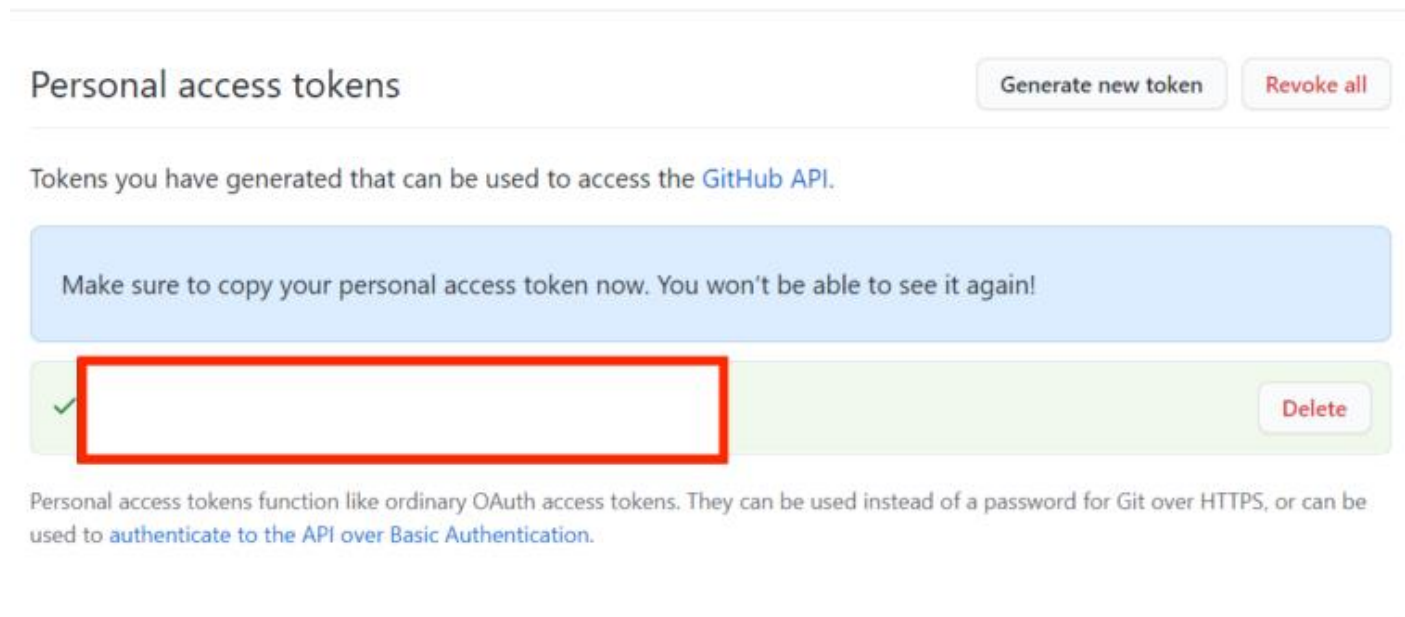 Personal access tokens
Generate new token
Revoke all
Tokens you have generated that can be used to access the GitHub API.
Make sure to copy your personal access token now. You won't be able to see it again!
Delete
Personal access tokens function like ordinary OAuth access tokens. They can be used instead of a password for Git over HTTPS, or can be
used to authenticate to the API over Basic Authentication.